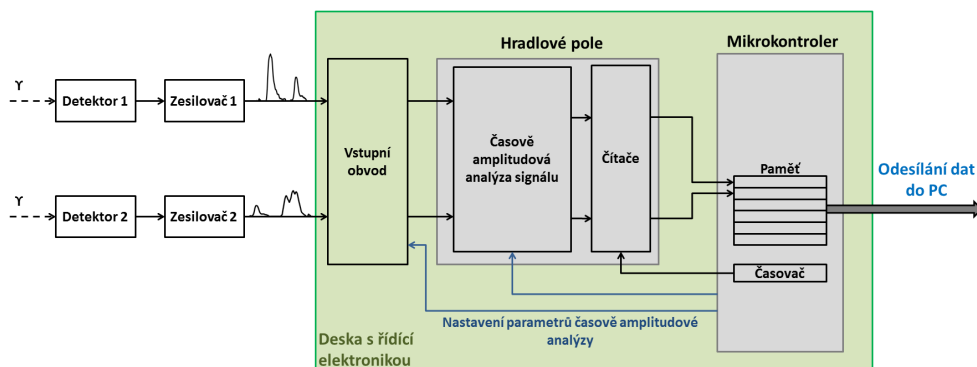 Hradlové pole
Mikrokontroler
ϒ
Detektor 1
Zesilovač 1
Vstupní
obvod
Časově
amplitudová
analýza signálu
Čítače
Paměť
Odesílání dat
do PC
ϒ
Detektor 2
Zesilovač 2
Časovač
Nastavení parametrů časově amplitudové
analýzy
Deska s řídící
elektronikou